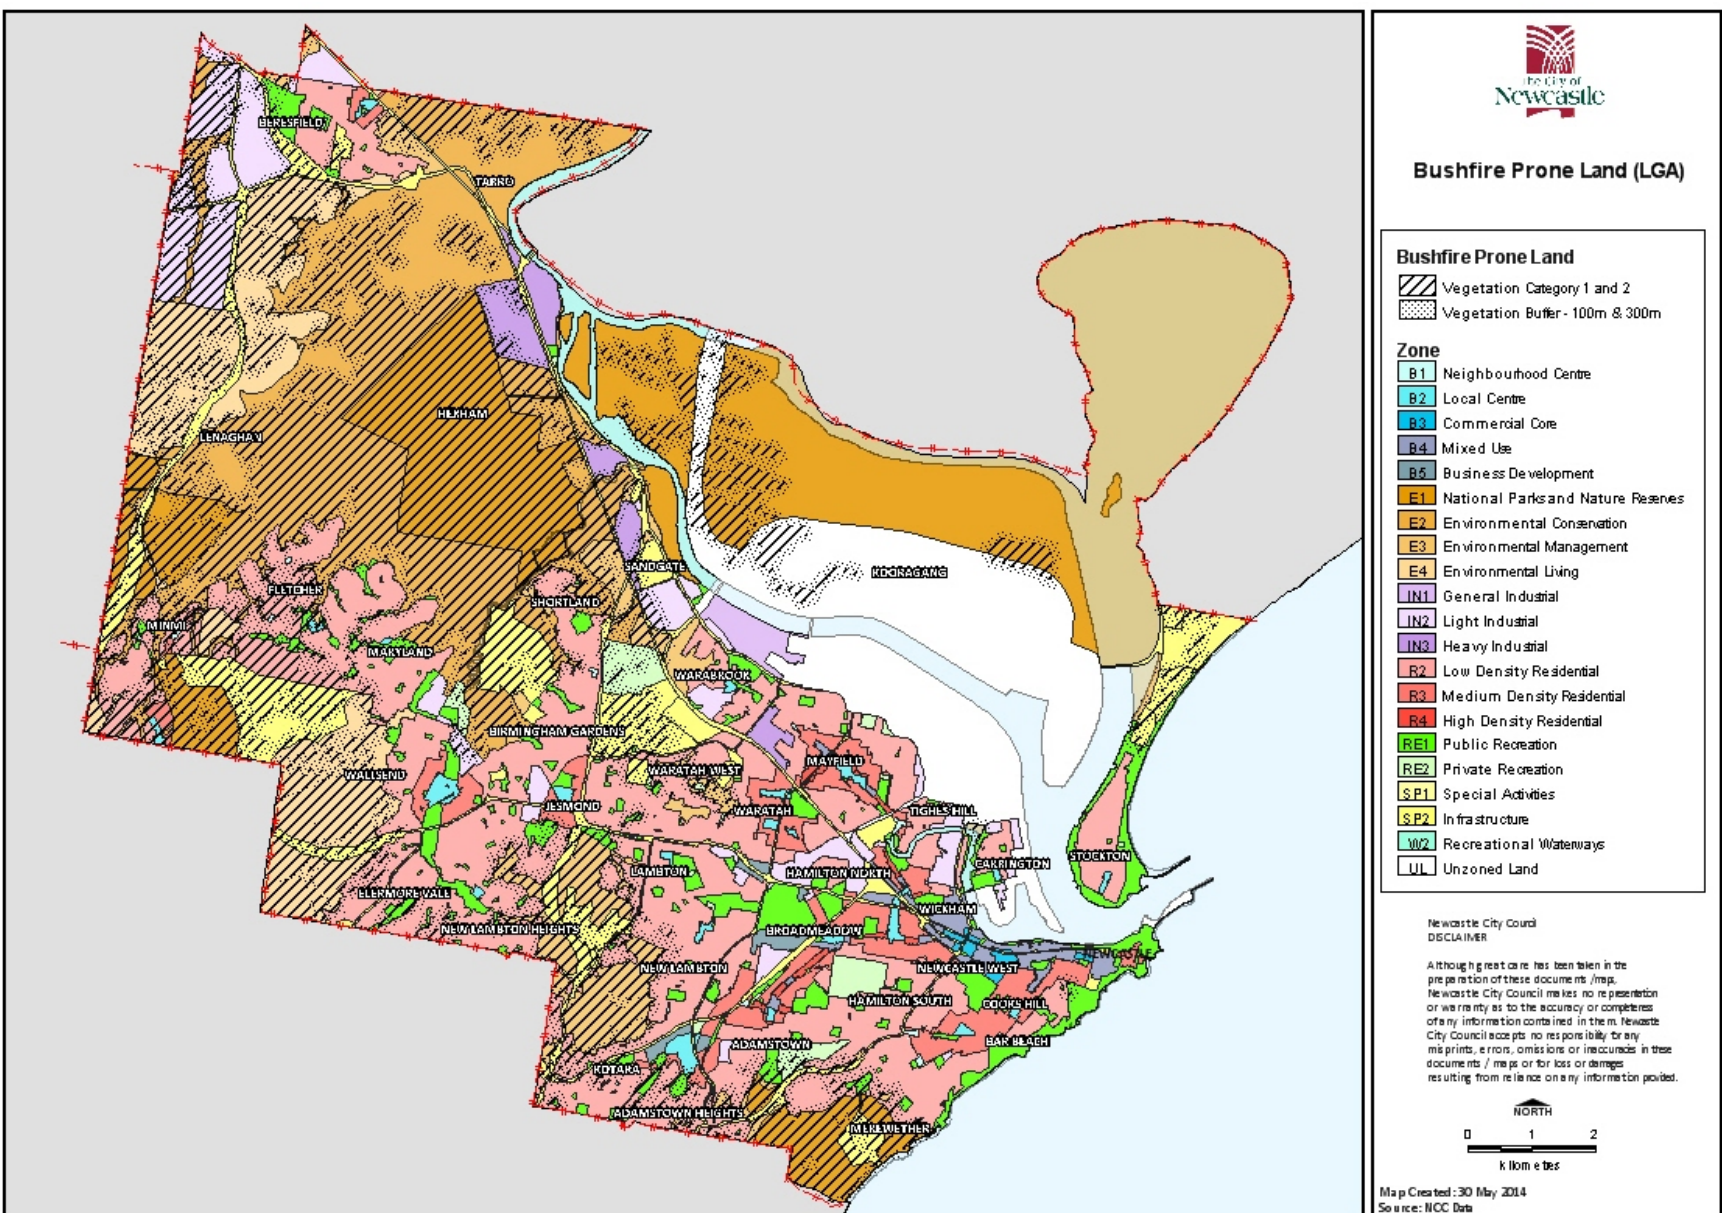 BERESFIELD
TARRO
HEXHAM
LENAGHAN
SANDGATE
KOORAGANG
FLETCHER
SHORTLAND
MINMI
MARYLAND
WARABROOK
BIRMINGHAM GARDENS
WALLSEND
WARATAH WEST
MAYFIELD
JESMOND
WARATAH
TIGHES HILL
STOCKTON
CARRINGTON
LAMBTON
HAMILTON NORTH
ELERMORE VALE
WICKHAM
NEW LAMBTON HEIGHTS
BROADMEADOW
NEWCASTLE
NEW LAMBTON
NEWCASTLE WEST
HAMILTON SOUTH
COOKS HILL
BAR BEACH
ADAMSTOWN
KOTARA
ADAMSTOWN HEIGHTS
MEREWETHER
the City of
Newcastle
Bushfire Prone Land (LGA)
Bushfire Prone Land
Vegetation Category 1 and 2
Vegetation Buffer - 100m & 300m
Zone
B1 Neighbourhood Centre
B2 Local Centre
B3 Commercial Core
B4 Mixed Use
B5 Business Development
E1 National Parks and Nature Reserves
E2 Environmental Conservation
E3 Environmental Management
E4 Environmental Living
IN1 General Industrial
IN2 Light Industrial
IN3 Heavy Industrial
R2 Low Density Residential
R3 Medium Density Residential
R4 High Density Residential
RE1 Public Recreation
RE2 Private Recreation
SP1 Special Activities
SP2 Infrastructure
W2 Recreational Waterways
UL Unzoned Land
Newcastle City Council
DISCLAIMER
Although great care has been taken in the
preparation of these documents /maps,
Newcastle City Council makes no representation
or warranty as to the accuracy or completeness
of any information contained in them. Newcastle
City Council accepts no responsibility for any
misprints, errors, omissions or inaccuracies in these
documents / maps or for loss or damages
resulting from reliance on any information provided.
NORTH
0 1 2
kilometres
Map Created: 30 May 2014
Source: NCC Data